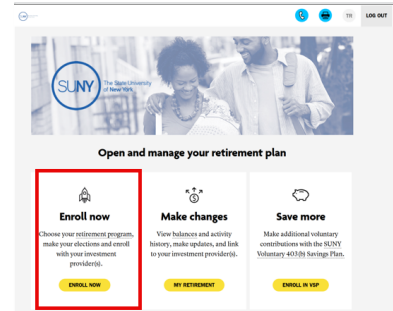 TR
LOG OUT
SUNY
The State University
of New York
Open and manage your retirement plan
Enroll now
Choose your retirement program,
make your elections and enroll
with your investment
provider(s).
ENROLL NOW
Make changes
View balances and activity
history, make updates, and link
to your investment provider(s).
MY RETIREMENT
Save more
Make additional voluntary
contributions with the SUNY
Voluntary 403(b) Savings Plan.
ENROLL IN VSP